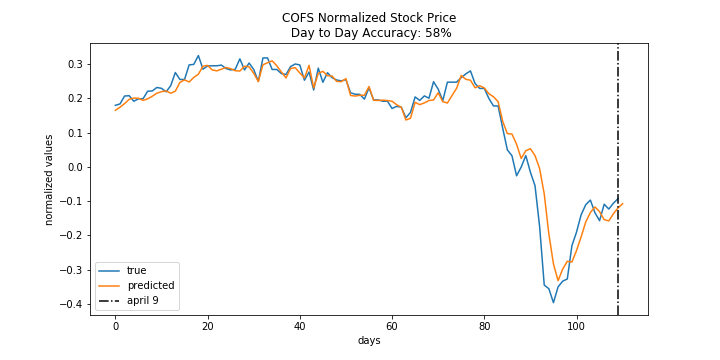 COFS Normalized Stock Price
Day to Day Accuracy: 58%
normalized values
0.3
0.2
0.1
0.0
−0.1
−0.2
−0.3
−0.4
true
predicted
april 9
0 20 40 60 80 100
days